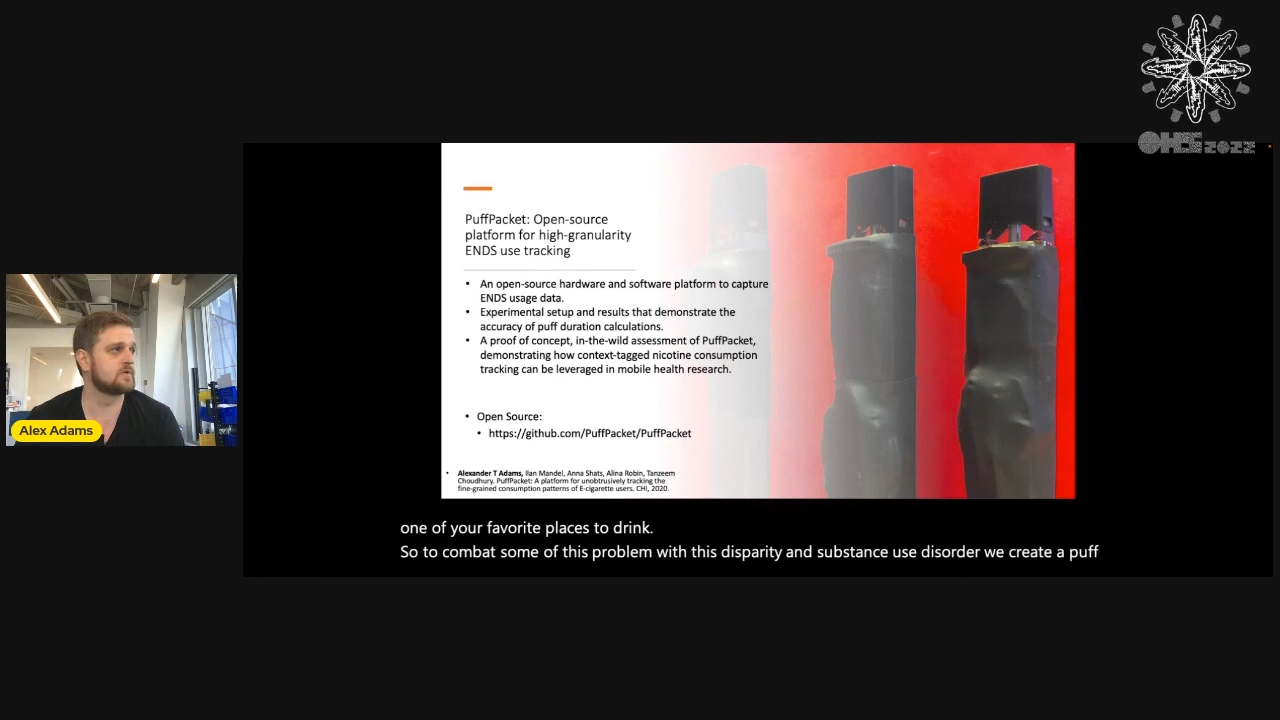 OHS 2022
PuffPacket: Open-source
platform for high-granularity
ENDS use tracking
• An open-source hardware and software platform to capture
ENDS usage data.
• Experimental setup and results that demonstrate the
accuracy of puff duration calculations.
• A proof of concept, in-the-wild assessment of PuffPacket,
demonstrating how context-tagged nicotine consumption
tracking can be leveraged in mobile health research.
• Open Source:
• https://github.com/PuffPacket/PuffPacket
• Alexander T Adams, Ilan Mandel, Anna Shats, Alina Robin, Tanzeem
Choudhury. PuffPacket: A platform for unobtrusively tracking the
fine-grained consumption patterns of E-cigarette users. CHI, 2020.
Alex Adams
one of your favorite places to drink.
So to combat some of this problem with this disparity and substance use disorder we create a puff